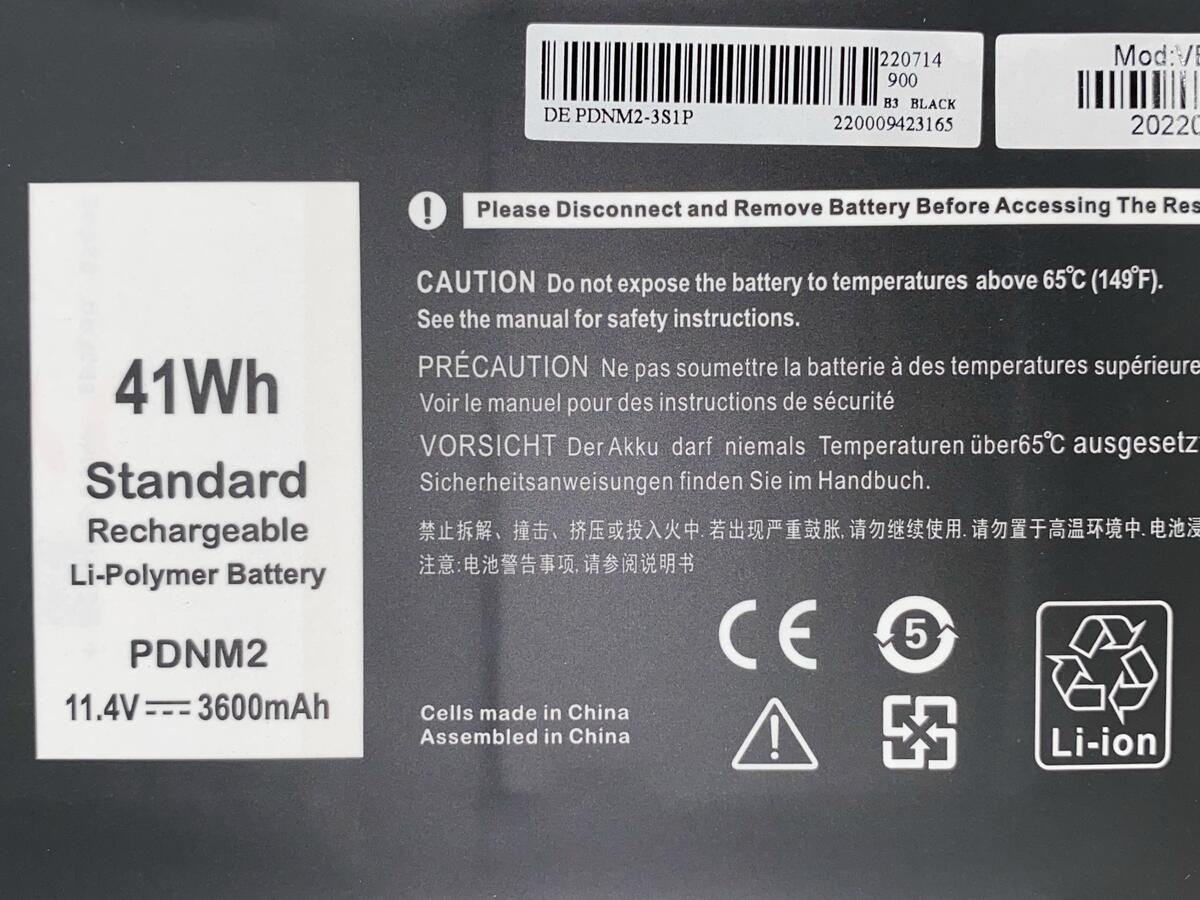 220714
900
B3 BLACK
DE PDNM2-3S1P
220009423165
Mod:VE
20220
Please Disconnect and Remove Battery Before Accessing The Res
CAUTION Do not expose the battery to temperatures above 65°C (149°F).
See the manual for safety instructions.
PRÉCAUTION Ne pas soumettre la batterie à des temperatures supérieure
Voir le manuel pour des instructions de sécurité
VORSICHT Der Akku darf niemals Temperaturen über65℃ ausgesetz
Sicherheitsanweisungen finden Sie im Handbuch.
禁止拆解、撞击、挤压或投入火中.若出现严重鼓胀,请勿继续使用.请勿置于高温环境中.电池浸
注意:电池警告事项,请参阅说明书
41Wh
Standard
Rechargeable
Li-Polymer Battery
PDNM2
11.4V⎓3600mAh
Cells made in China
Assembled in China
CE
5
Li-ion